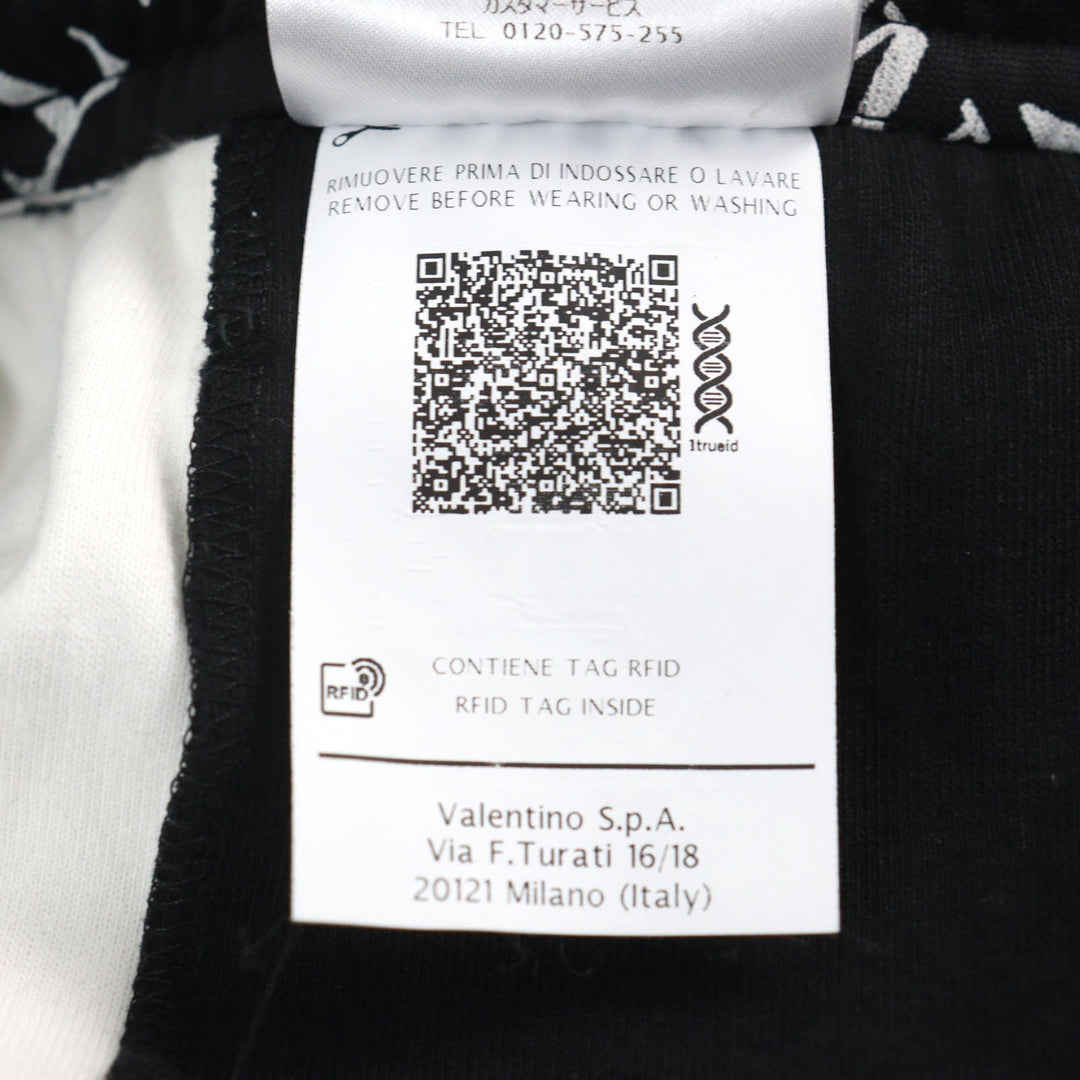 カスタマーサービス
TEL 0120-575-255
RIMUOVERE PRIMA DI INDOSSARE O LAVARE
REMOVE BEFORE WEARING OR WASHING
1trueid
RFID
CONTIENE TAG RFID
RFID TAG INSIDE
Valentino S.p.A.
Via F.Turati 16/18
20121 Milano (Italy)